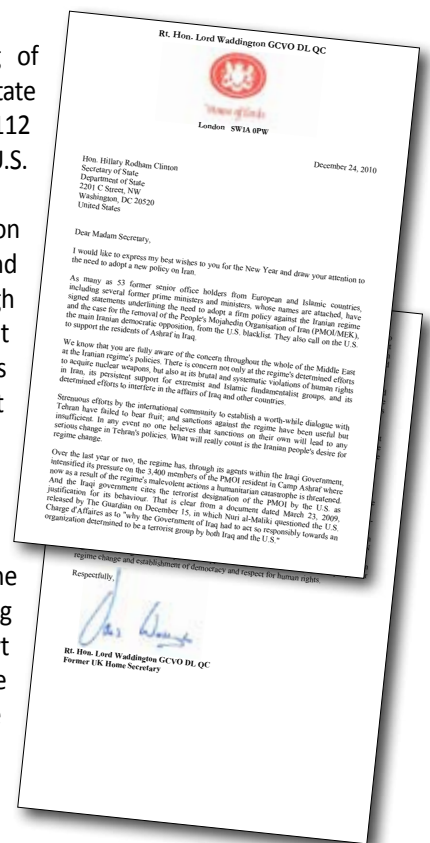 of
tate
112
U.S.
on
nd
gh
t
s
t
ne
ng
rt
e
Rt. Hon. Lord Waddington GCVO DL QC
House of Lords
London SW1A 0PW
December 24, 2010
Hon. Hillary Rodham Clinton
Secretary of State
Department of State
2201 C Street, NW
Washington, DC 20520
United States
Dear Madam Secretary,
I would like to express my best wishes to you for the New Year and draw your attention to
the need to adopt a new policy on Iran.
As many as 53 former senior office holders from European and Islamic countries,
including several former prime ministers and ministers, whose names are attached, have
signed statements underlining the need to adopt a firm policy against the Iranian regime
and the case for the removal of the People's Mojahedin Organisation of Iran (PMOI/MEK),
the main Iranian democratic opposition, from the U.S. blacklist. They also call on the U.S.
to support the residents of Ashraf in Iraq.
We know that you are fully aware of the concern throughout the whole of the Middle East
at the Iranian regime's policies. There is concern not only at the regime's determined efforts
to acquire nuclear weapons, but also at its brutal and systematic violations of human rights
in Iran, its persistent support for extremist and Islamic fundamentalist groups, and its
determined efforts to interfere in the affairs of Iraq and other countries.
Strenuous efforts by the international community to establish a worth-while dialogue with
Tehran have failed to bear fruit; and sanctions against the regime have been useful but
insufficient. In any event no one believes that sanctions on their own will lead to any
serious change in Tehran's policies. What will really count is the Iranian people's desire for
regime change.
Over the last year or two, the regime has, through its agents within the Iraqi Government,
intensified its pressure on the 3,400 members of the PMOI resident in Camp Ashraf where
now as a result of the regime's malevolent actions a humanitarian catastrophe is threatened.
And the Iraqi government cites the terrorist designation of the PMOI by the U.S. as
justification for its behaviour. That is clear from a document dated March 23, 2009,
released by The Guardian on December 15, in which Nuri al-Maliki questioned the U.S.
Charge d'Affaires as to "why the Government of Iraq had to act so responsibly towards an
organization determined to be a terrorist group by both Iraq and the U.S."
regime change and establishment of democracy and respect for human rights.
Respectfully,
Rt. Hon. Lord Waddington GCVO DL QC
Former UK Home Secretary